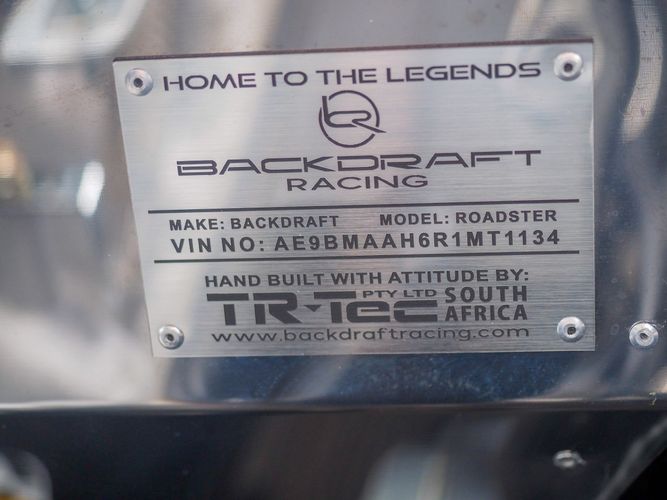 HOME TO THE LEGENDS
BR
BACKDRAFT
RACING
MAKE: BACKDRAFT MODEL: ROADSTER
VIN NO: AE9BMAAH6R1MT1134
HAND BUILT WITH ATTITUDE BY:
TR-Tec PTY LTD SOUTH AFRICA
www.backdraftracing.com